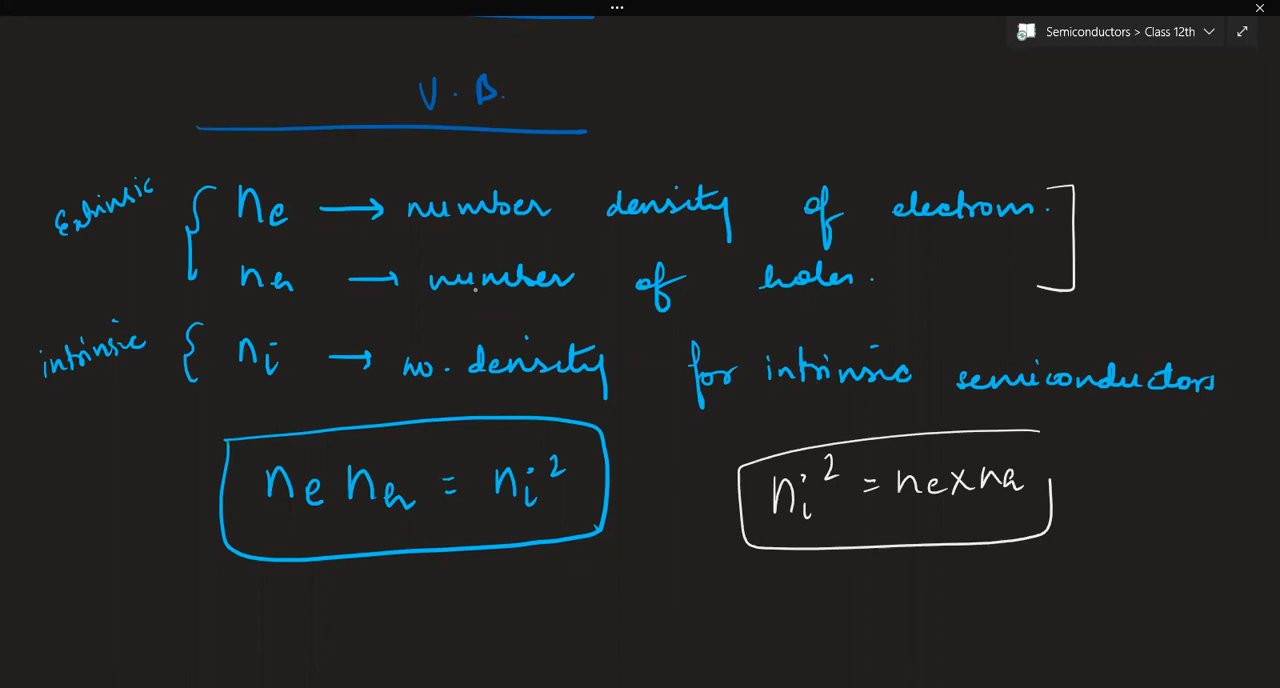 Semiconductors > Class 12th
V. B.
Extrinsic { ne → number density of electrons.
nh → number of holes.
intrinsic { ni → no. density for intrinsic semiconductors
ne nh = ni²
ni² = ne x nh